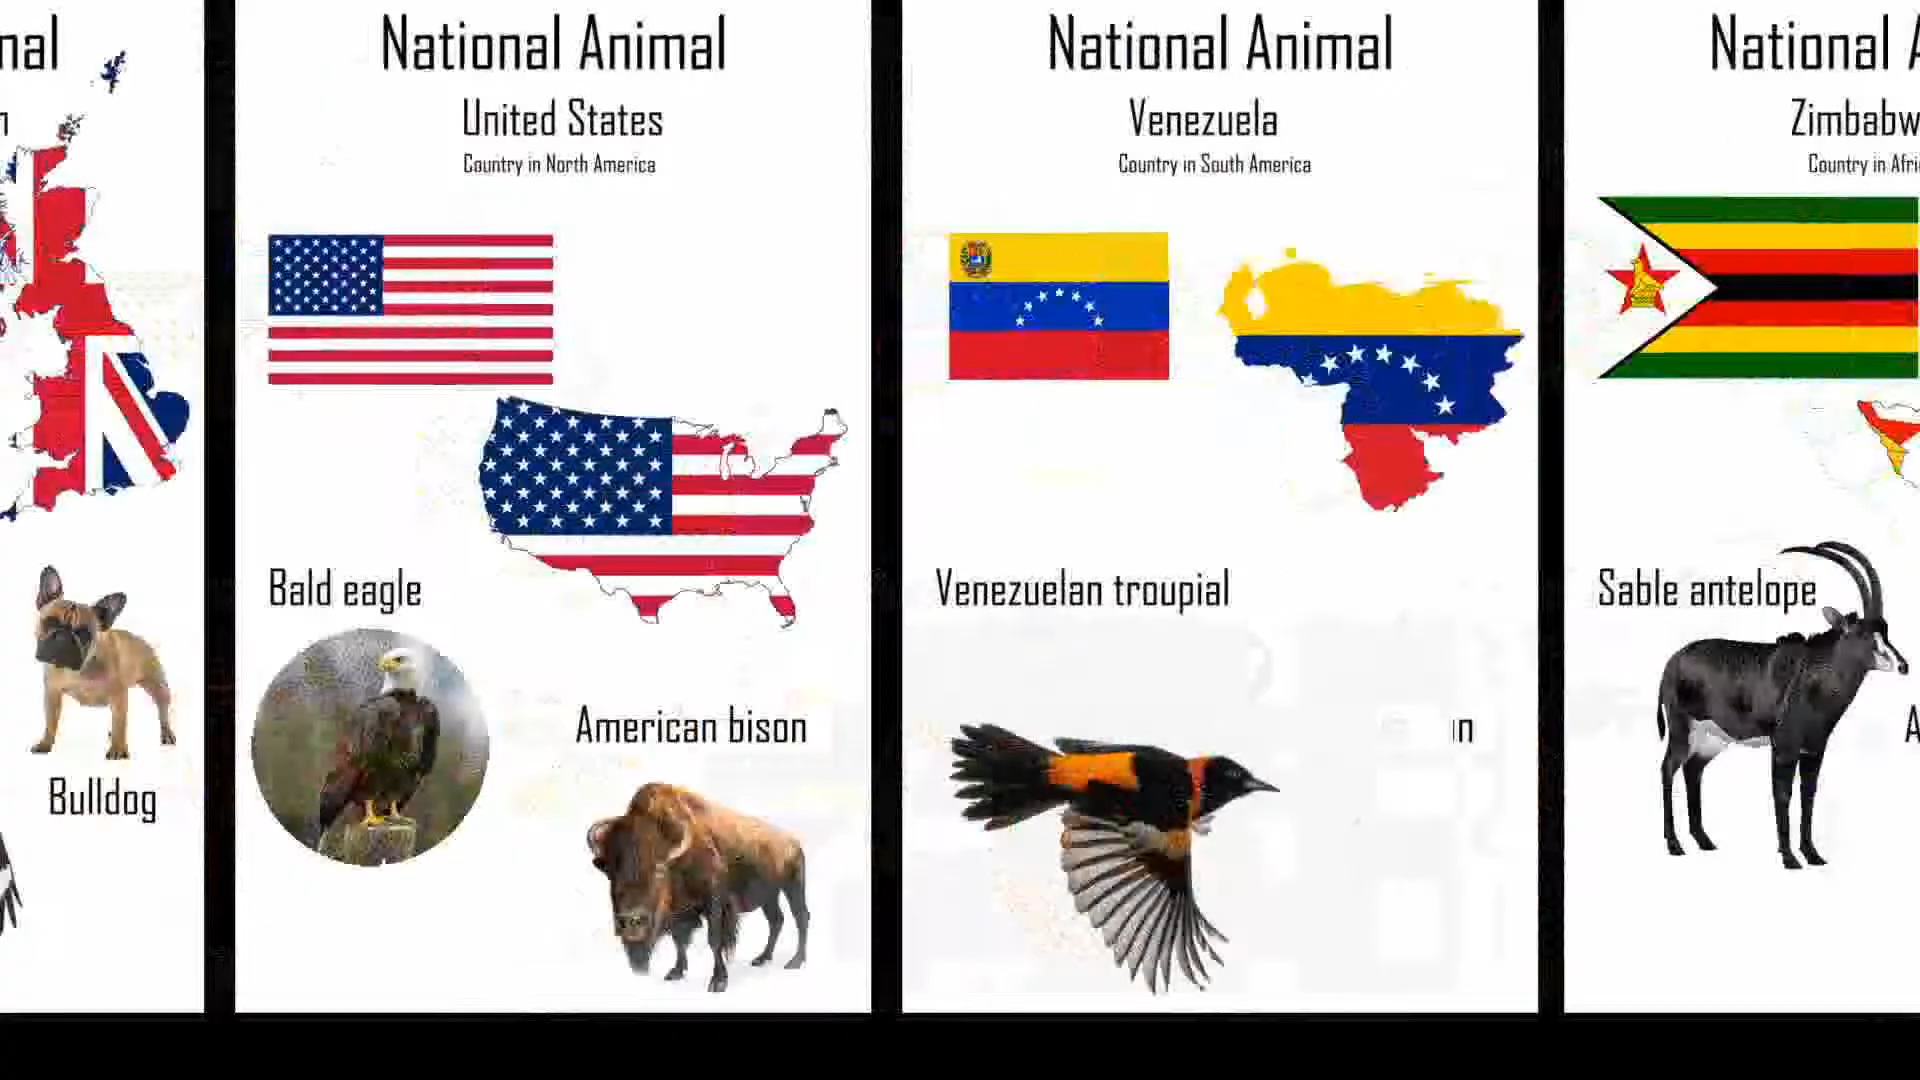 nal
n
Bulldog
National Animal
United States
Country in North America
Bald eagle
American bison
National Animal
Venezuela
Country in South America
Venezuelan troupial
in
National A
Zimbabw
Country in Afri
Sable antelope
A